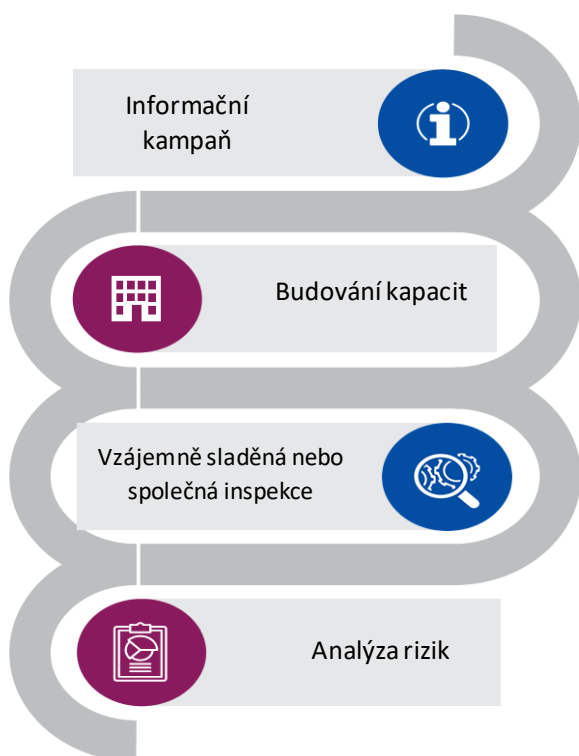 Informační
kampaň
Budování kapacit
Vzájemně sladěná nebo
společná inspekce
Analýza rizik